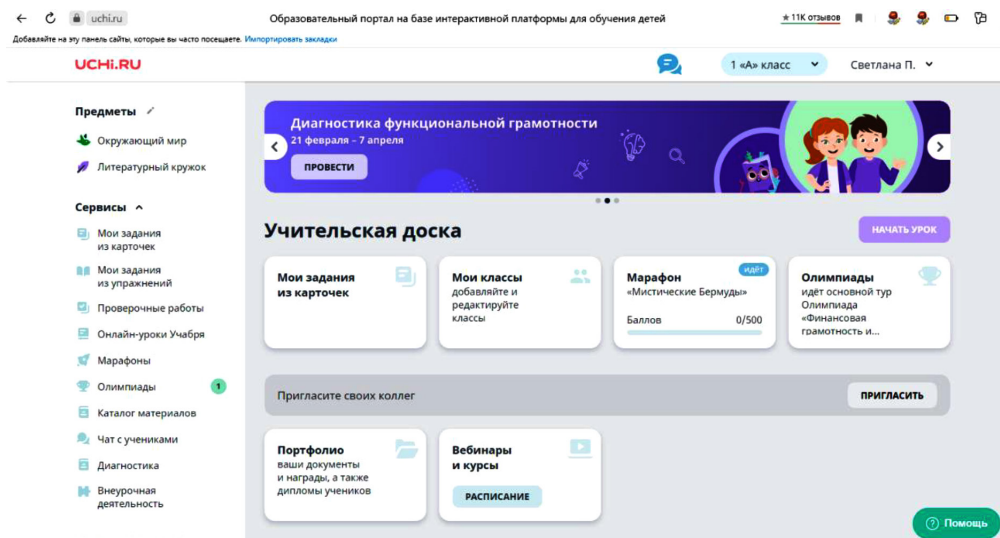 uchi.ru
Образовательный портал на базе интерактивной платформы для обучения детей
★ 11K отзывов
Добавляйте на эту панель сайты, которые вы часто посещаете. Импортировать закладки
UCHi.RU
1 «А» класс
Светлана П.
Предметы
Окружающий мир
Литературный кружок
Сервисы
Мои задания
из карточек
Мои задания
из упражнений
Проверочные работы
Онлайн-уроки Учабря
Марафоны
Олимпиады
1
Каталог материалов
Чат с учениками
Диагностика
Внеурочная
деятельность
Диагностика функциональной грамотности
21 февраля – 7 апреля
ПРОВЕСТИ
Учительская доска
НАЧАТЬ УРОК
Мои задания
из карточек
Мои классы
добавляйте и
редактируйте
классы
идёт
Марафон
«Мистические Бермуды»
Баллов 0/500
Олимпиады
идёт основной тур
Олимпиада
«Финансовая
грамотность и...
Пригласите своих коллег
ПРИГЛАСИТЬ
Портфолио
ваши документы
и награды, а также
дипломы учеников
Вебинары
и курсы
РАСПИСАНИЕ
Помощь